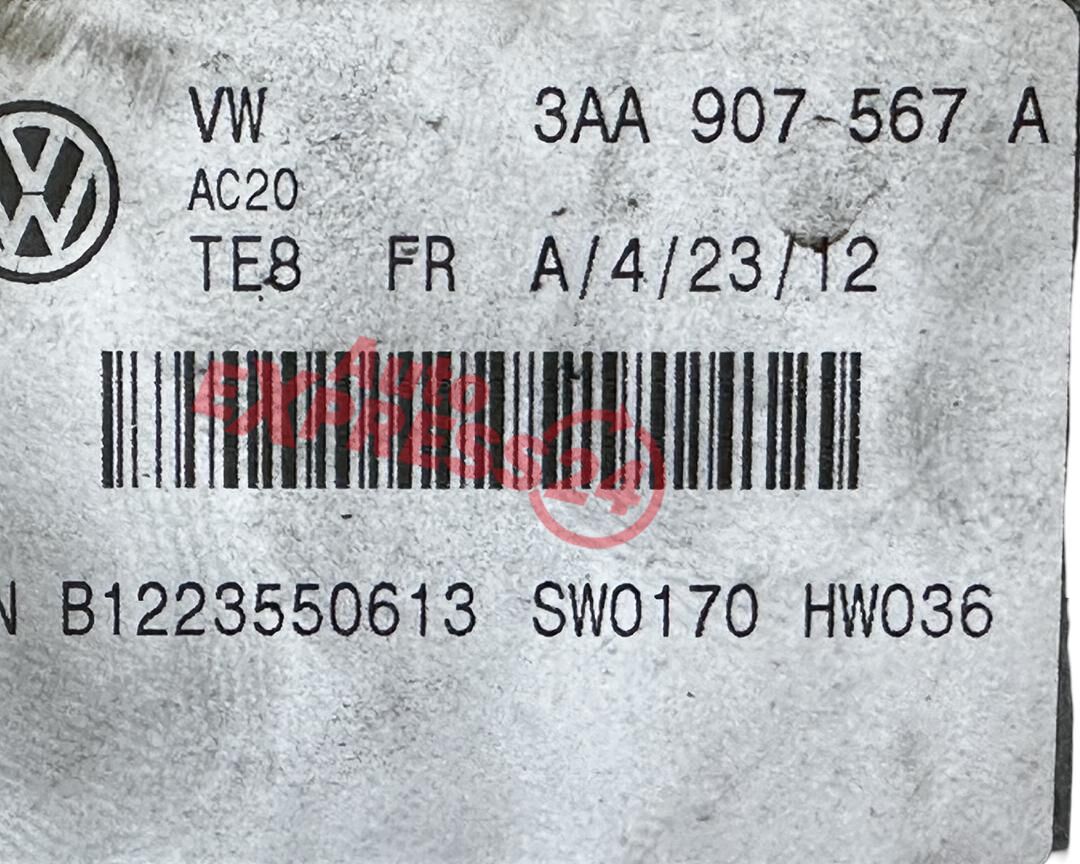 VW 3AA 907 567 A
AC20
TE8 FR A/4/23/12
Auto
EXPRESS24
N B1223550613 SW0170 HW036